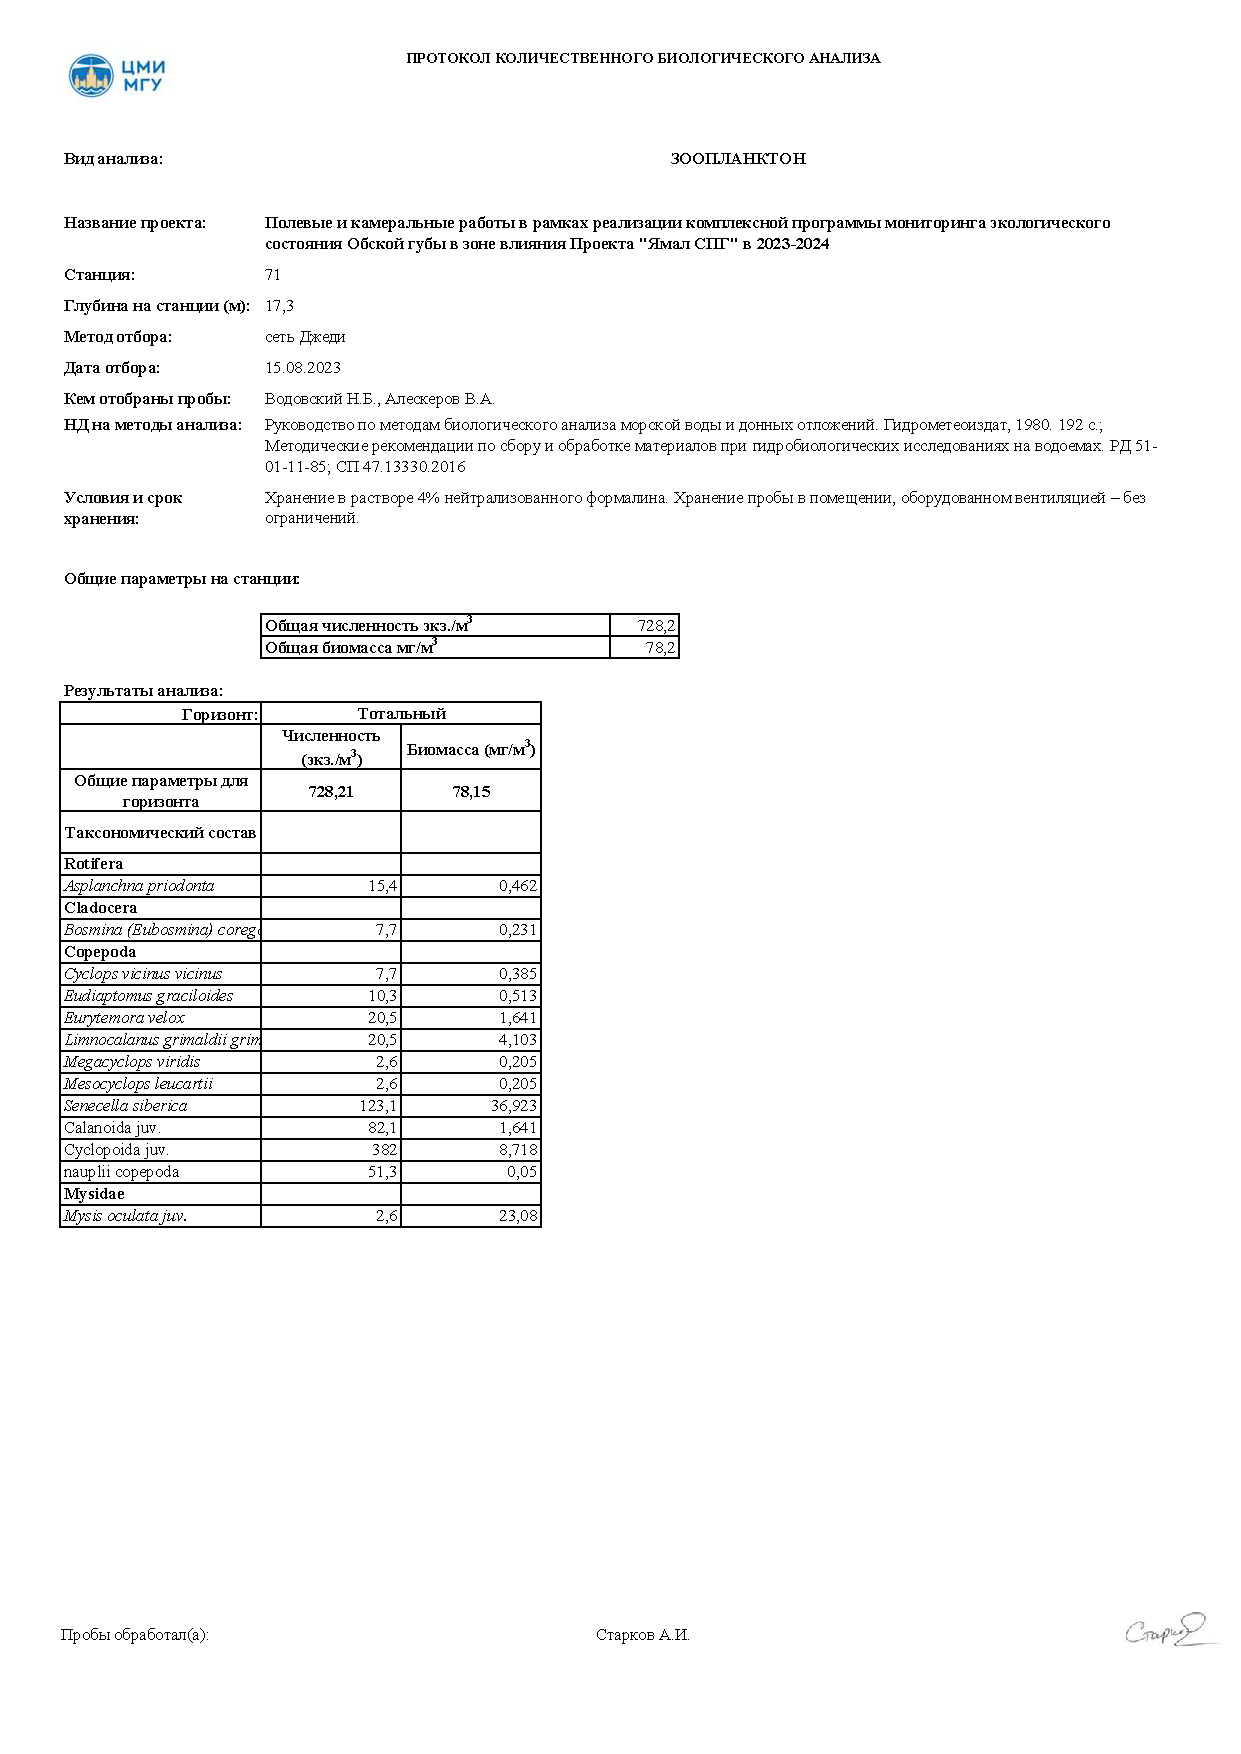 ЦМИ
МГУ
ПРОТОКОЛ КОЛИЧЕСТВЕННОГО БИОЛОГИЧЕСКОГО АНАЛИЗА
Вид анализа: ЗООПЛАНКТОН
Название проекта: Полевые и камеральные работы в рамках реализации комплексной программы мониторинга экологического
состояния Обской губы в зоне влияния Проекта "Ямал СПГ" в 2023-2024
Станция: 71
Глубина на станции (м): 17,3
Метод отбора: сеть Джеди
Дата отбора: 15.08.2023
Кем отобраны пробы: Водовский Н.Б., Алескеров В.А.
НД на методы анализа: Руководство по методам биологического анализа морской воды и донных отложений. Гидрометеоиздат, 1980. 192 с.;
Методические рекомендации по сбору и обработке материалов при гидробиологических исследованиях на водоемах. РД 51-
01-11-85; СП 47.13330.2016
Условия и срок Хранение в растворе 4% нейтрализованного формалина. Хранение пробы в помещении, оборудованном вентиляцией – без
хранения: ограничений.
Общие параметры на станции:
Общая численность экз./м³ 728,2
Общая биомасса мг/м³ 78,2
Результаты анализа:
Горизонт: Тотальный
Численность
(экз./м³) Биомасса (мг/м³)
Общие параметры для
горизонта 728,21 78,15
Таксономический состав
Rotifera
Asplanchna priodonta 15,4 0,462
Cladocera
Bosmina (Eubosmina) corego 7,7 0,231
Copepoda
Cyclops vicinus vicinus 7,7 0,385
Eudiaptomus graciloides 10,3 0,513
Eurytemora velox 20,5 1,641
Limnocalanus grimaldii grim 20,5 4,103
Megacyclops viridis 2,6 0,205
Mesocyclops leucartii 2,6 0,205
Senecella siberica 123,1 36,923
Calanoida juv. 82,1 1,641
Cyclopoida juv. 382 8,718
nauplii copepoda 51,3 0,05
Mysidae
Mysis oculata juv. 2,6 23,08
Пробы обработал(а): Старков А.И.